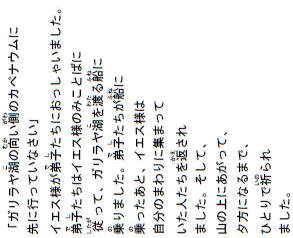 「ガリラヤ湖の向い側のカペナウムに
先に行っていなさい」
イエス様が弟子たちにおっしゃいました。
弟子たちはイエス様のみことばに
従って、ガリラヤ湖を渡る船に
乗りました。弟子たちが船に
乗ったあと、イエス様は
自分のまわりに集まって
いた人たちを返され
ました。そして、
山の上にあがって、
夕方になるまで、
ひとりで祈られ
ました。